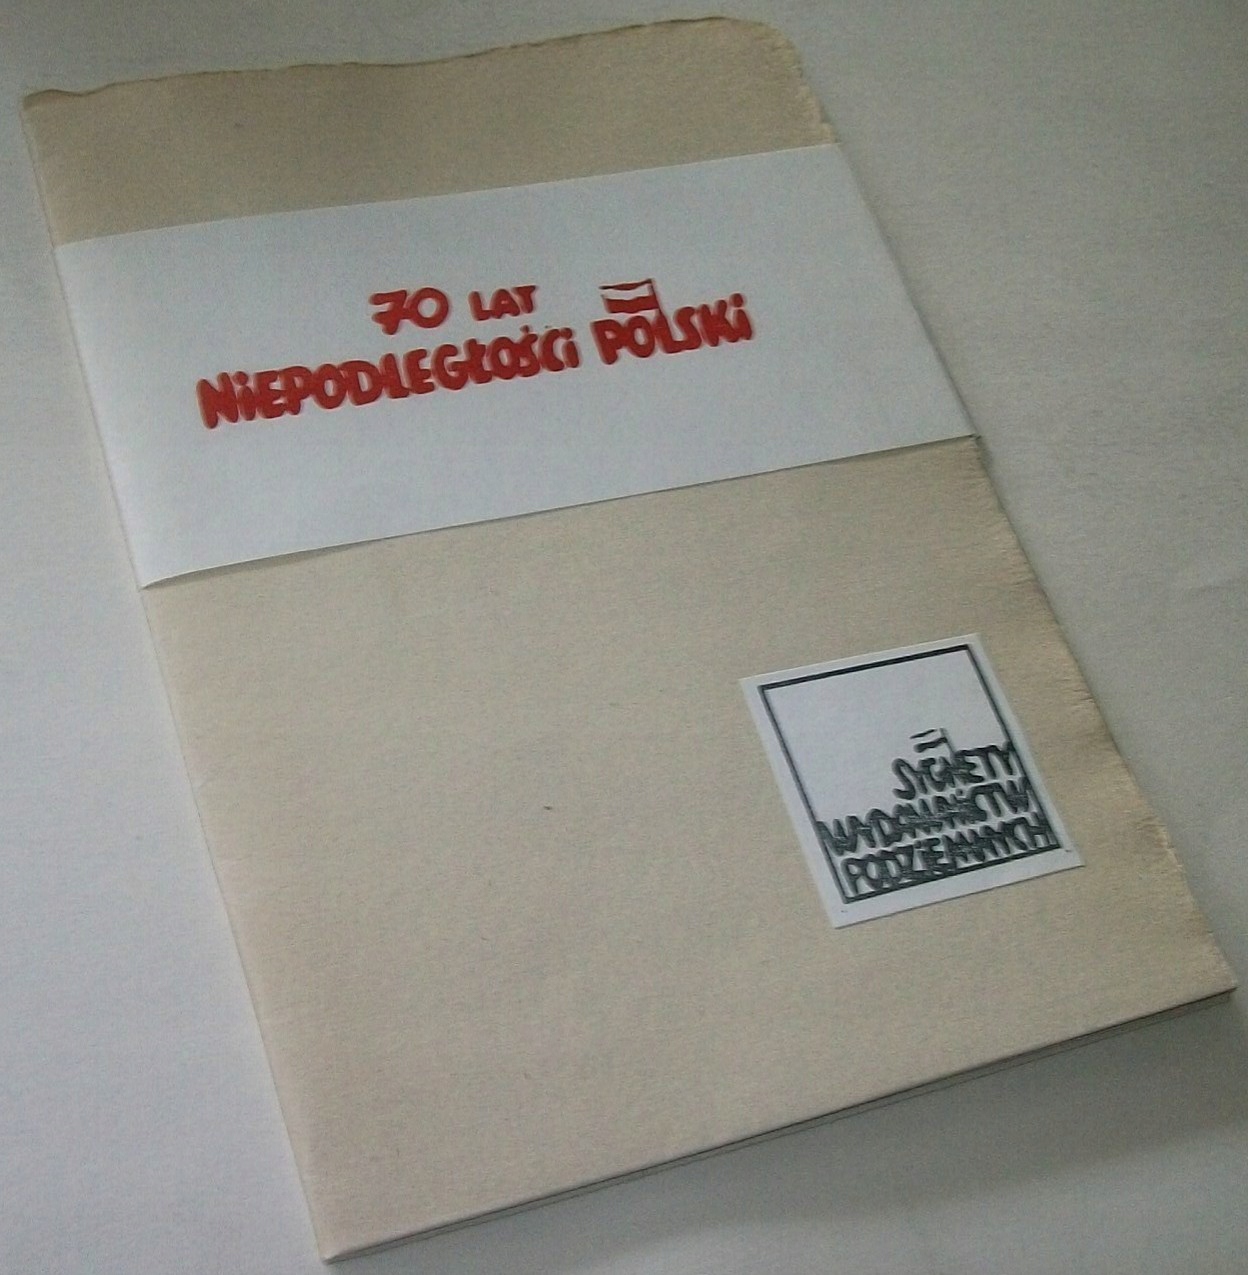 70 LAT
NiEPODLEGŁOŚCi POLSKi
SYGNETY
WYDAWNICTW
PODZIEMNYCH